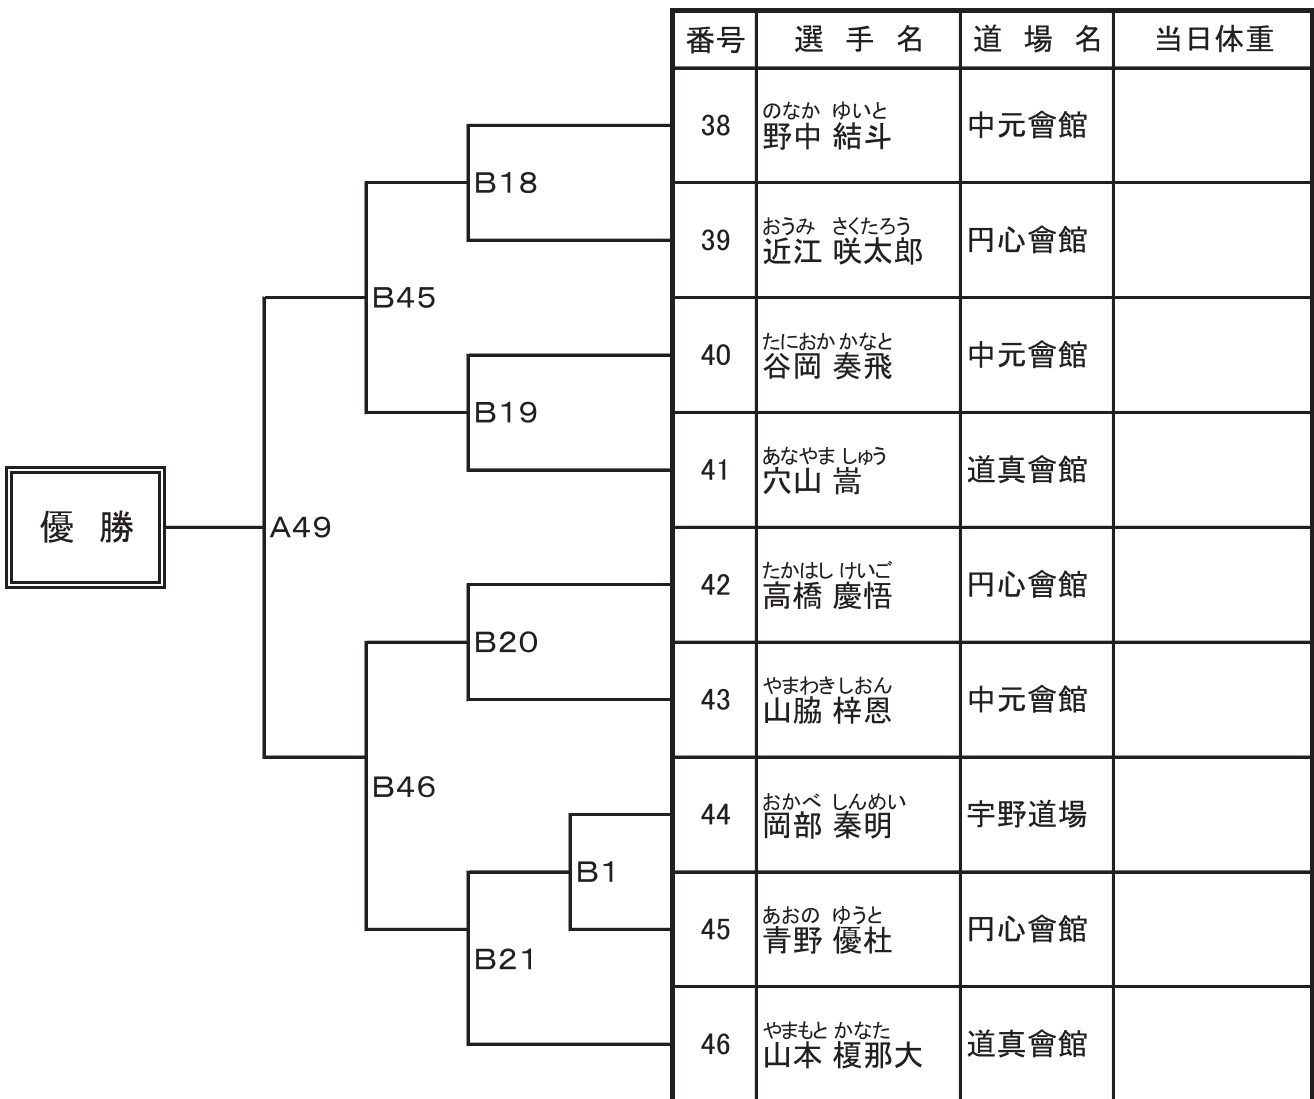 番号 選手名 道場名 当日体重
38 のなか ゆいと 中元會館
野中 結斗
B18
39 おうみ さくたろう 円心會館
近江 咲太郎
B45
40 たにおか かなと 中元會館
谷岡 奏飛
B19
41 あなやま しゅう 道真會館
穴山 嵩
優勝
A49
42 たかはし けいご 円心會館
高橋 慶悟
B20
43 やまわき しおん 中元會館
山脇 梓恩
B46
44 おかべ しんめい 宇野道場
岡部 秦明
B1
45 あおの ゆうと 円心會館
青野 優杜
B21
46 やまもと かなた 道真會館
山本 榎那大